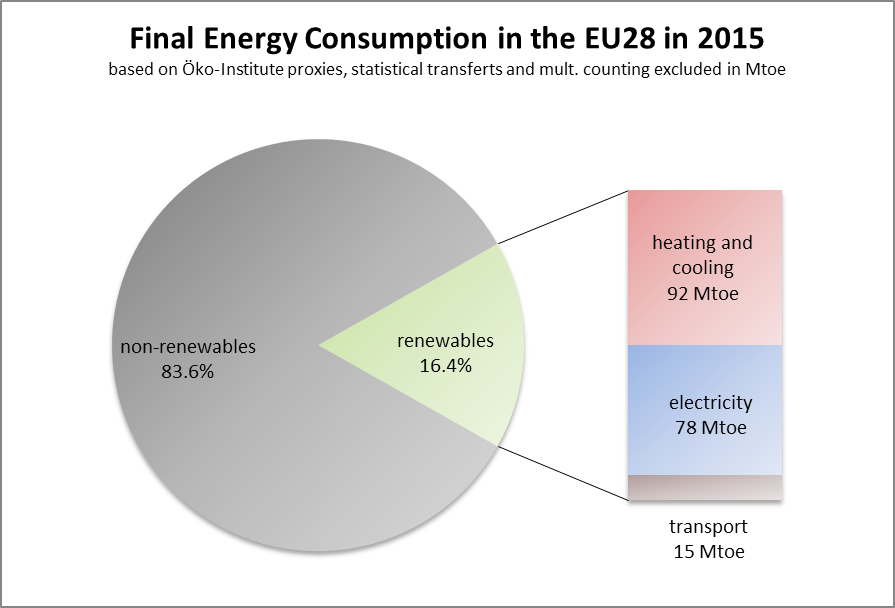 Final Energy Consumption in the EU28 in 2015
based on Öko-Institute proxies, statistical transferts and mult. counting excluded in Mtoe
non-renewables
83.6%
renewables
16.4%
heating and
cooling
92 Mtoe
electricity
78 Mtoe
transport
15 Mtoe